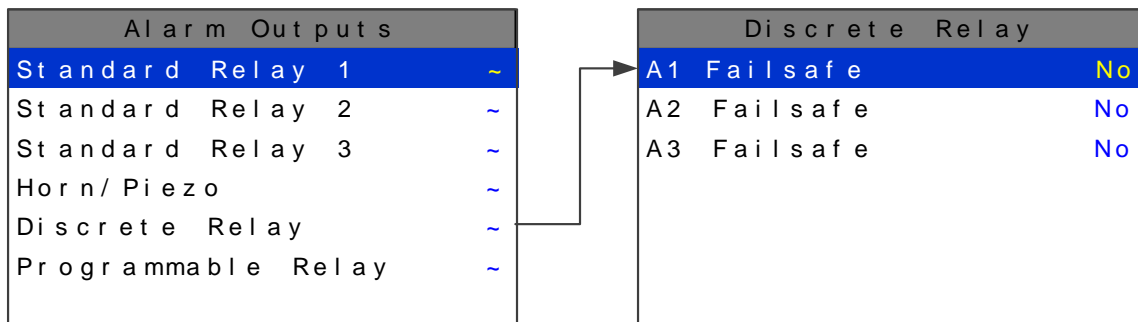 Alarm Outputs
Standard Relay 1 ~
Standard Relay 2 ~
Standard Relay 3 ~
Horn/Piezo ~
Discrete Relay ~
Programmable Relay ~
Discrete Relay
A1 Failsafe No
A2 Failsafe No
A3 Failsafe No